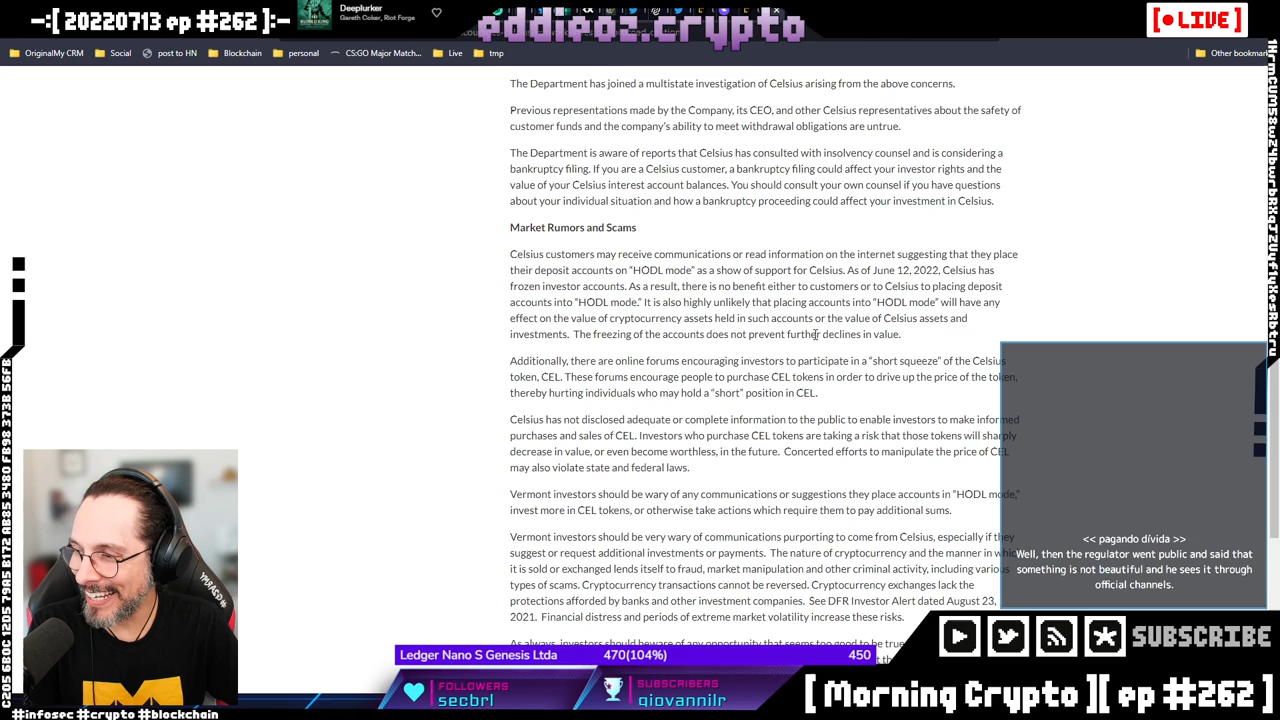 -:[ 20220713 ep #262 ]:-
Deeplurker
Gareth Coker, Riot Forge
eddieoz.crypto
[ • LIVE ]
OriginalMy CRM
Social
post to HN
Blockchain
personal
CS:GO Major Match...
Live
tmp
Other bookmar
The Department has joined a multistate investigation of Celsius arising from the above concerns.
Previous representations made by the Company, its CEO, and other Celsius representatives about the safety of
customer funds and the company's ability to meet withdrawal obligations are untrue.
The Department is aware of reports that Celsius has consulted with insolvency counsel and is considering a
bankruptcy filing. If you are a Celsius customer, a bankruptcy filing could affect your investor rights and the
value of your Celsius interest account balances. You should consult your own counsel if you have questions
about your individual situation and how a bankruptcy proceeding could affect your investment in Celsius.
Market Rumors and Scams
Celsius customers may receive communications or read information on the internet suggesting that they place
their deposit accounts on "HODL mode" as a show of support for Celsius. As of June 12, 2022, Celsius has
frozen investor accounts. As a result, there is no benefit either to customers or to Celsius to placing deposit
accounts into "HODL mode." It is also highly unlikely that placing accounts into "HODL mode" will have any
effect on the value of cryptocurrency assets held in such accounts or the value of Celsius assets and
investments. The freezing of the accounts does not prevent further declines in value.
Additionally, there are online forums encouraging investors to participate in a "short squeeze" of the Celsius
token, CEL. These forums encourage people to purchase CEL tokens in order to drive up the price of the token,
thereby hurting individuals who may hold a "short" position in CEL.
Celsius has not disclosed adequate or complete information to the public to enable investors to make informed
purchases and sales of CEL. Investors who purchase CEL tokens are taking a risk that those tokens will sharply
decrease in value, or even become worthless, in the future. Concerted efforts to manipulate the price of CEL
may also violate state and federal laws.
Vermont investors should be wary of any communications or suggestions they place accounts in "HODL mode,"
invest more in CEL tokens, or otherwise take actions which require them to pay additional sums.
Vermont investors should be very wary of communications purporting to come from Celsius, especially if they
suggest or request additional investments or payments. The nature of cryptocurrency and the manner in which
it is sold or exchanged lends itself to fraud, market manipulation and other criminal activity, including various
types of scams. Cryptocurrency transactions cannot be reversed. Cryptocurrency exchanges lack the
protections afforded by banks and other investment companies. See DFR Investor Alert dated August 23,
2021. Financial distress and periods of extreme market volatility increase these risks.
As always, investors should beware of any opportunity that seems too good to be true
<< pagando dívida >>
Well, then the regulator went public and said that
something is not beautiful and he sees it through
official channels.
SUBSCRIBE
Ledger Nano S Genesis Ltda 470(104%) 450
FOLLOWERS
secbrl
SUBSCRIBERS
giovannilr
[ Morning Crypto ][ ep #262 ]
#infosec #crypto #blockchain